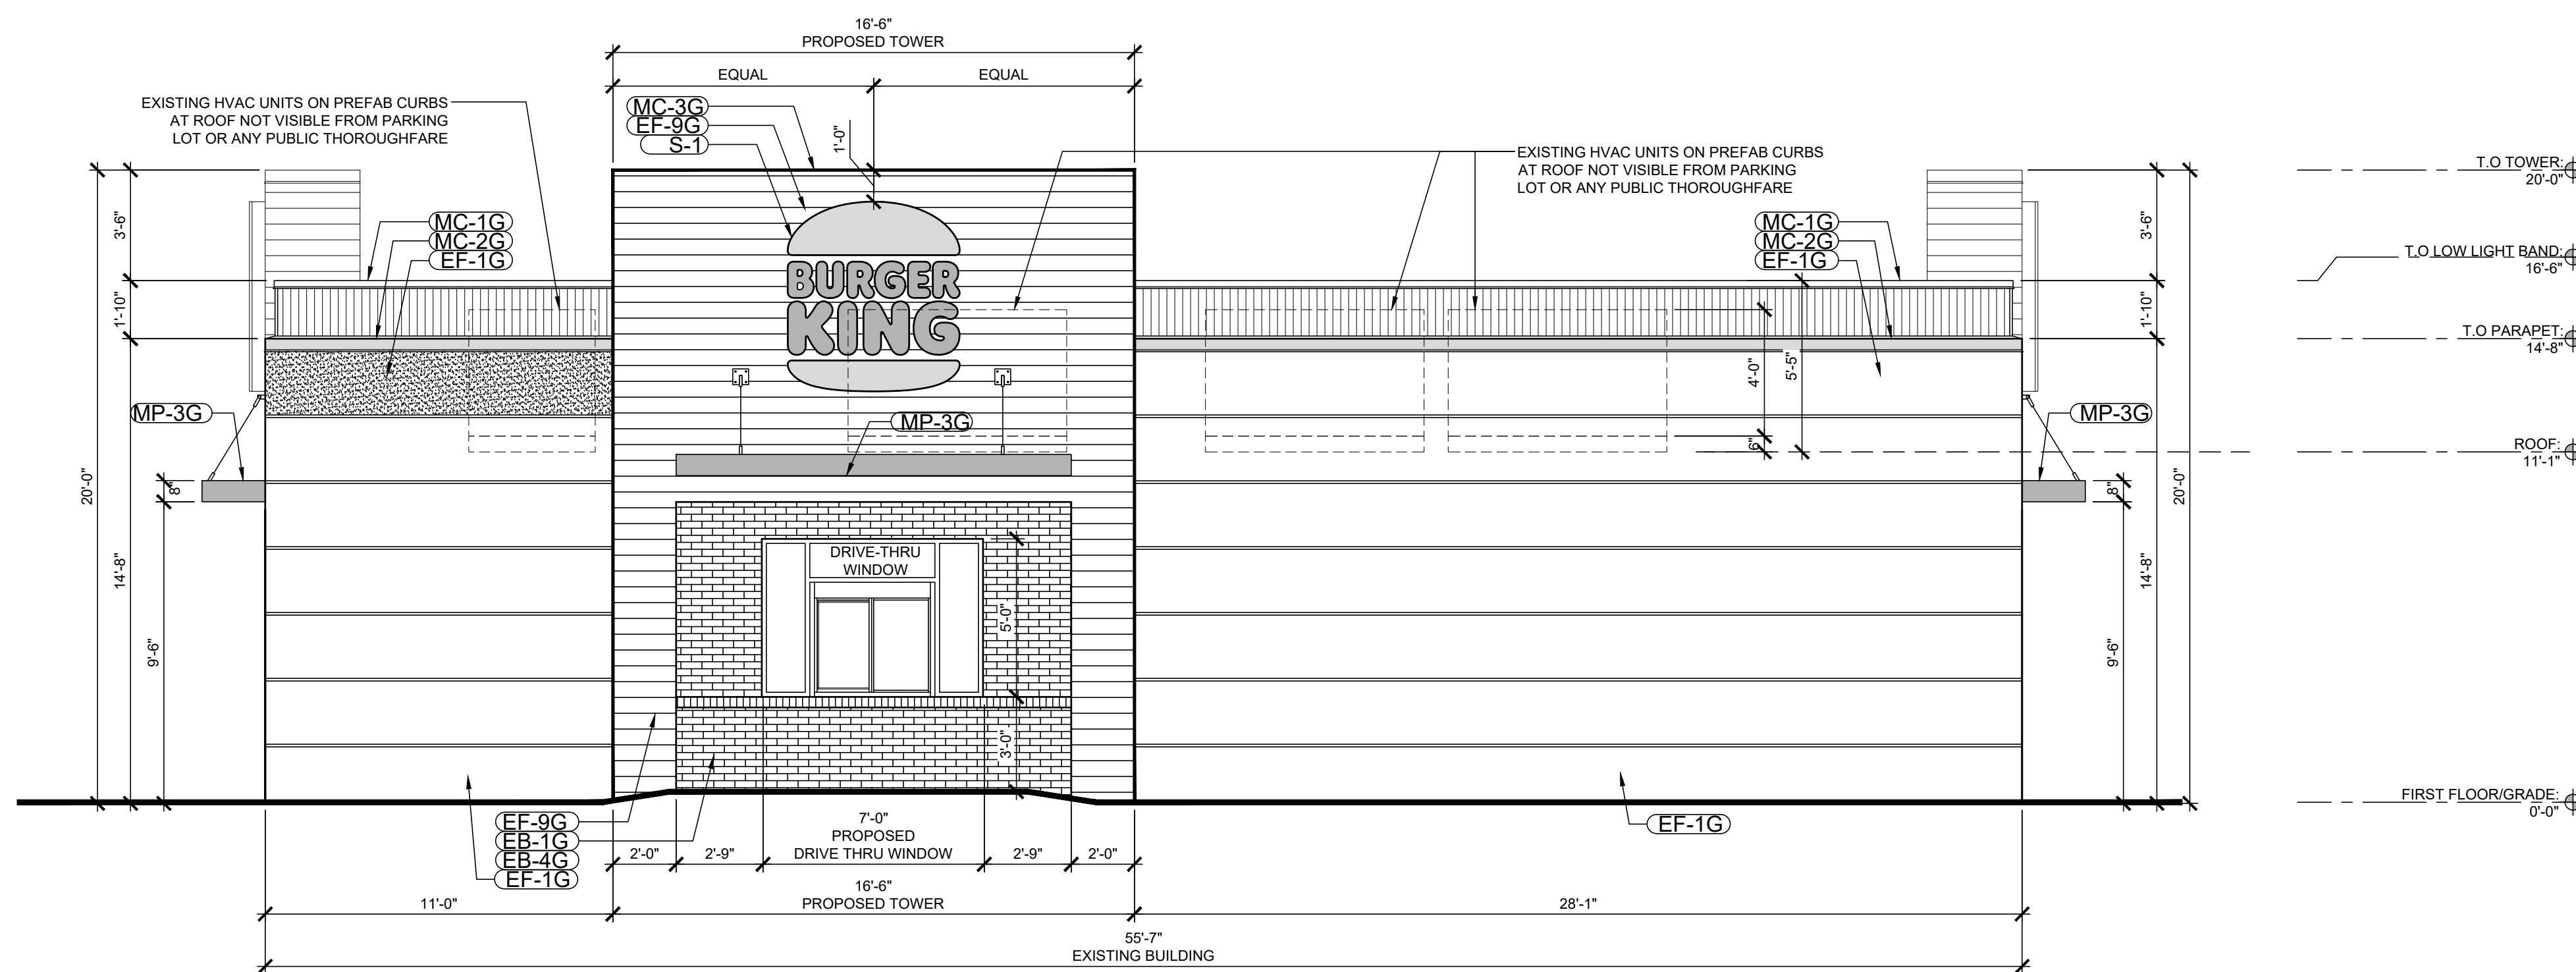 16'-6"
PROPOSED TOWER
EQUAL
EQUAL
EXISTING HVAC UNITS ON PREFAB CURBS
AT ROOF NOT VISIBLE FROM PARKING
LOT OR ANY PUBLIC THOROUGHFARE
MC-3G
EF-9G
S-1
1'-0"
EXISTING HVAC UNITS ON PREFAB CURBS
AT ROOF NOT VISIBLE FROM PARKING
LOT OR ANY PUBLIC THOROUGHFARE
T.O TOWER:
20'-0"
3'-6"
MC-1G
MC-2G
EF-1G
MC-1G
MC-2G
EF-1G
3'-6"
T.O LOW LIGHT BAND:
16'-6"
BURGER
KING
1'-10"
1'-10"
T.O PARAPET:
14'-8"
4'-0"
5'-5"
MP-3G
MP-3G
MP-3G
6"
ROOF:
11'-1"
20'-0"
8"
8"
20'-0"
DRIVE-THRU
WINDOW
14'-8"
14'-8"
5'-0"
9'-6"
9'-6"
3'-0"
FIRST FLOOR/GRADE:
0'-0"
EF-9G
EB-1G
EB-4G
EF-1G
7'-0"
PROPOSED
DRIVE THRU WINDOW
EF-1G
2'-0"
2'-9"
2'-9"
2'-0"
11'-0"
16'-6"
PROPOSED TOWER
28'-1"
55'-7"
EXISTING BUILDING